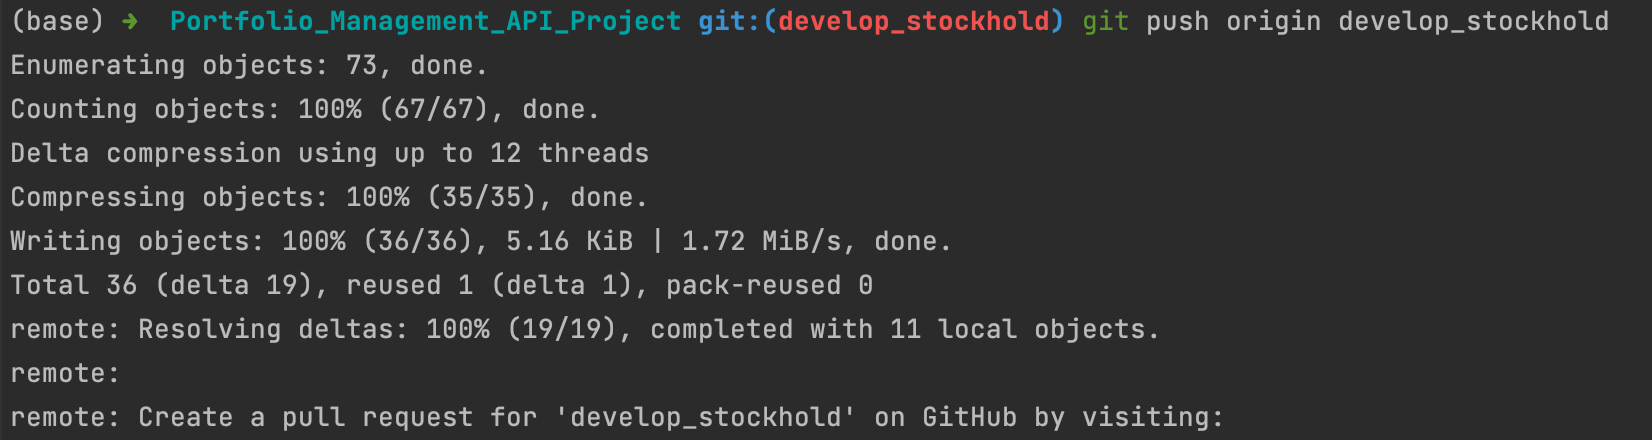 (base) ➜  Portfolio_Management_API_Project git:(develop_stockhold) git push origin develop_stockhold
Enumerating objects: 73, done.
Counting objects: 100% (67/67), done.
Delta compression using up to 12 threads
Compressing objects: 100% (35/35), done.
Writing objects: 100% (36/36), 5.16 KiB | 1.72 MiB/s, done.
Total 36 (delta 19), reused 1 (delta 1), pack-reused 0
remote: Resolving deltas: 100% (19/19), completed with 11 local objects.
remote:
remote: Create a pull request for 'develop_stockhold' on GitHub by visiting: